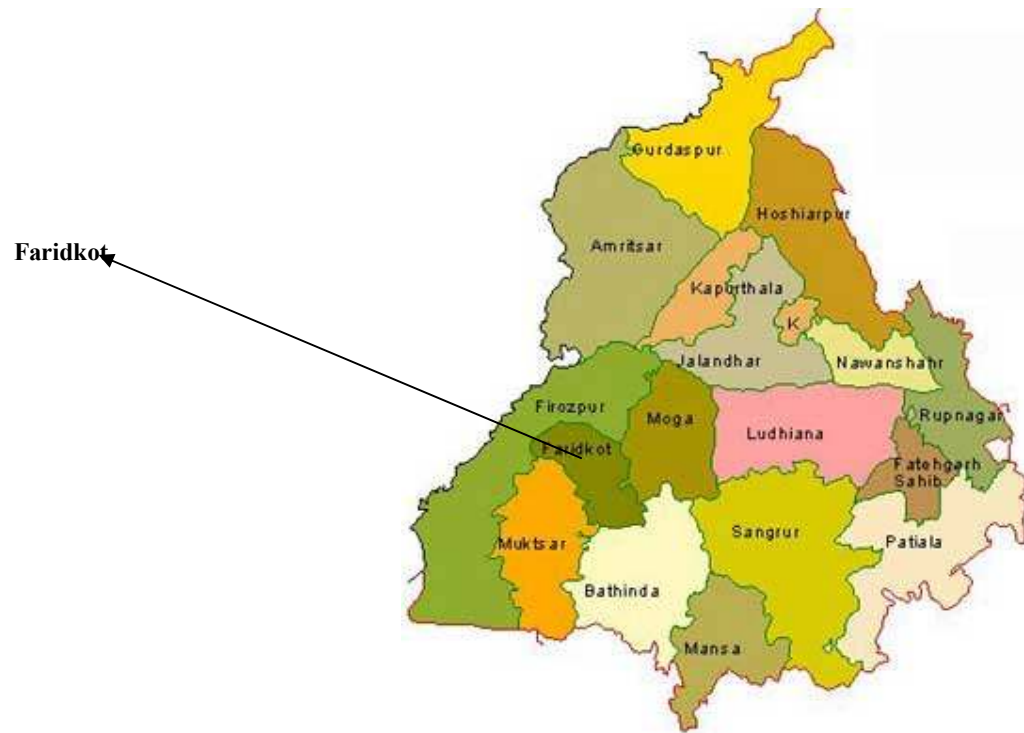 Gurdaspur
Hoshiarpur
Amritsar
Faridkot
Kapurthala
K
Jalandhar
Nawanshahr
Firozpur
Moga
Ludhiana
Rupnagar
Faridkot
Fatehgarh
Sahib
Muktsar
Sangrur
Patiala
Bathinda
Mansa